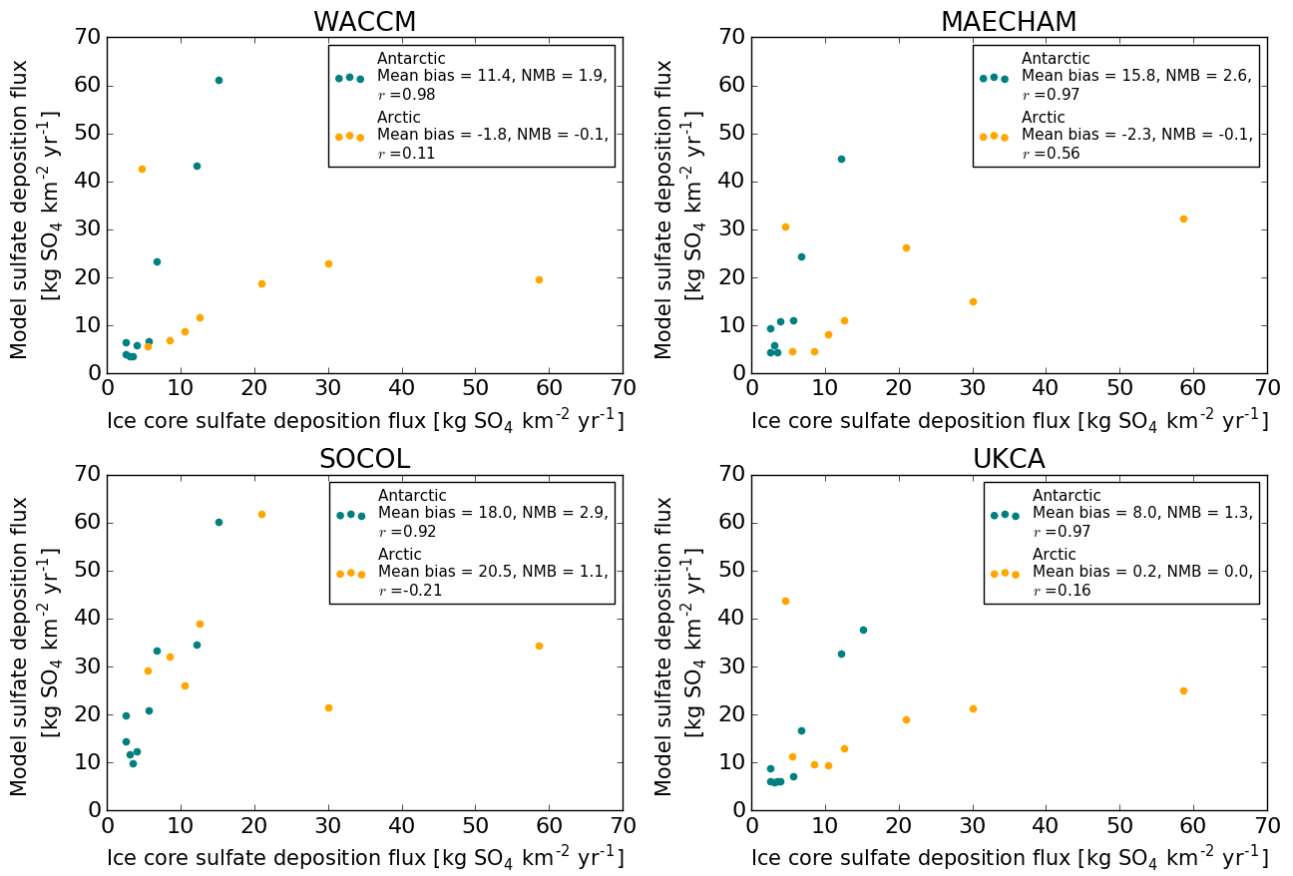 WACCM
70
60
50
40
30
20
10
0
Model sulfate deposition flux
[kg SO₄ km⁻² yr⁻¹]
Antarctic
Mean bias = 11.4, NMB = 1.9,
r =0.98
Arctic
Mean bias = -1.8, NMB = -0.1,
r =0.11
0 10 20 30 40 50 60 70
Ice core sulfate deposition flux [kg SO₄ km⁻² yr⁻¹]
MAECHAM
70
60
50
40
30
20
10
0
Model sulfate deposition flux
[kg SO₄ km⁻² yr⁻¹]
Antarctic
Mean bias = 15.8, NMB = 2.6,
r =0.97
Arctic
Mean bias = -2.3, NMB = -0.1,
r =0.56
0 10 20 30 40 50 60 70
Ice core sulfate deposition flux [kg SO₄ km⁻² yr⁻¹]
SOCOL
70
60
50
40
30
20
10
0
Model sulfate deposition flux
[kg SO₄ km⁻² yr⁻¹]
Antarctic
Mean bias = 18.0, NMB = 2.9,
r =0.92
Arctic
Mean bias = 20.5, NMB = 1.1,
r =-0.21
0 10 20 30 40 50 60 70
Ice core sulfate deposition flux [kg SO₄ km⁻² yr⁻¹]
UKCA
70
60
50
40
30
20
10
0
Model sulfate deposition flux
[kg SO₄ km⁻² yr⁻¹]
Antarctic
Mean bias = 8.0, NMB = 1.3,
r =0.97
Arctic
Mean bias = 0.2, NMB = 0.0,
r =0.16
0 10 20 30 40 50 60 70
Ice core sulfate deposition flux [kg SO₄ km⁻² yr⁻¹]